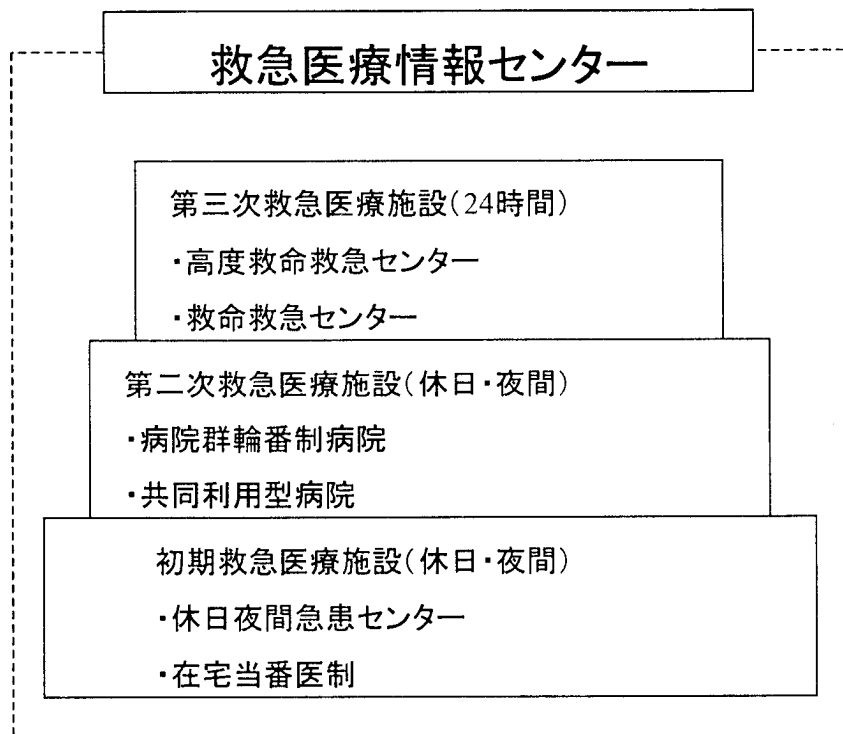 救急医療情報センター
第三次救急医療施設(24時間)
・高度救命救急センター
・救命救急センター
第二次救急医療施設(休日・夜間)
・病院群輪番制病院
・共同利用型病院
初期救急医療施設(休日・夜間)
・休日夜間急患センター
・在宅当番医制